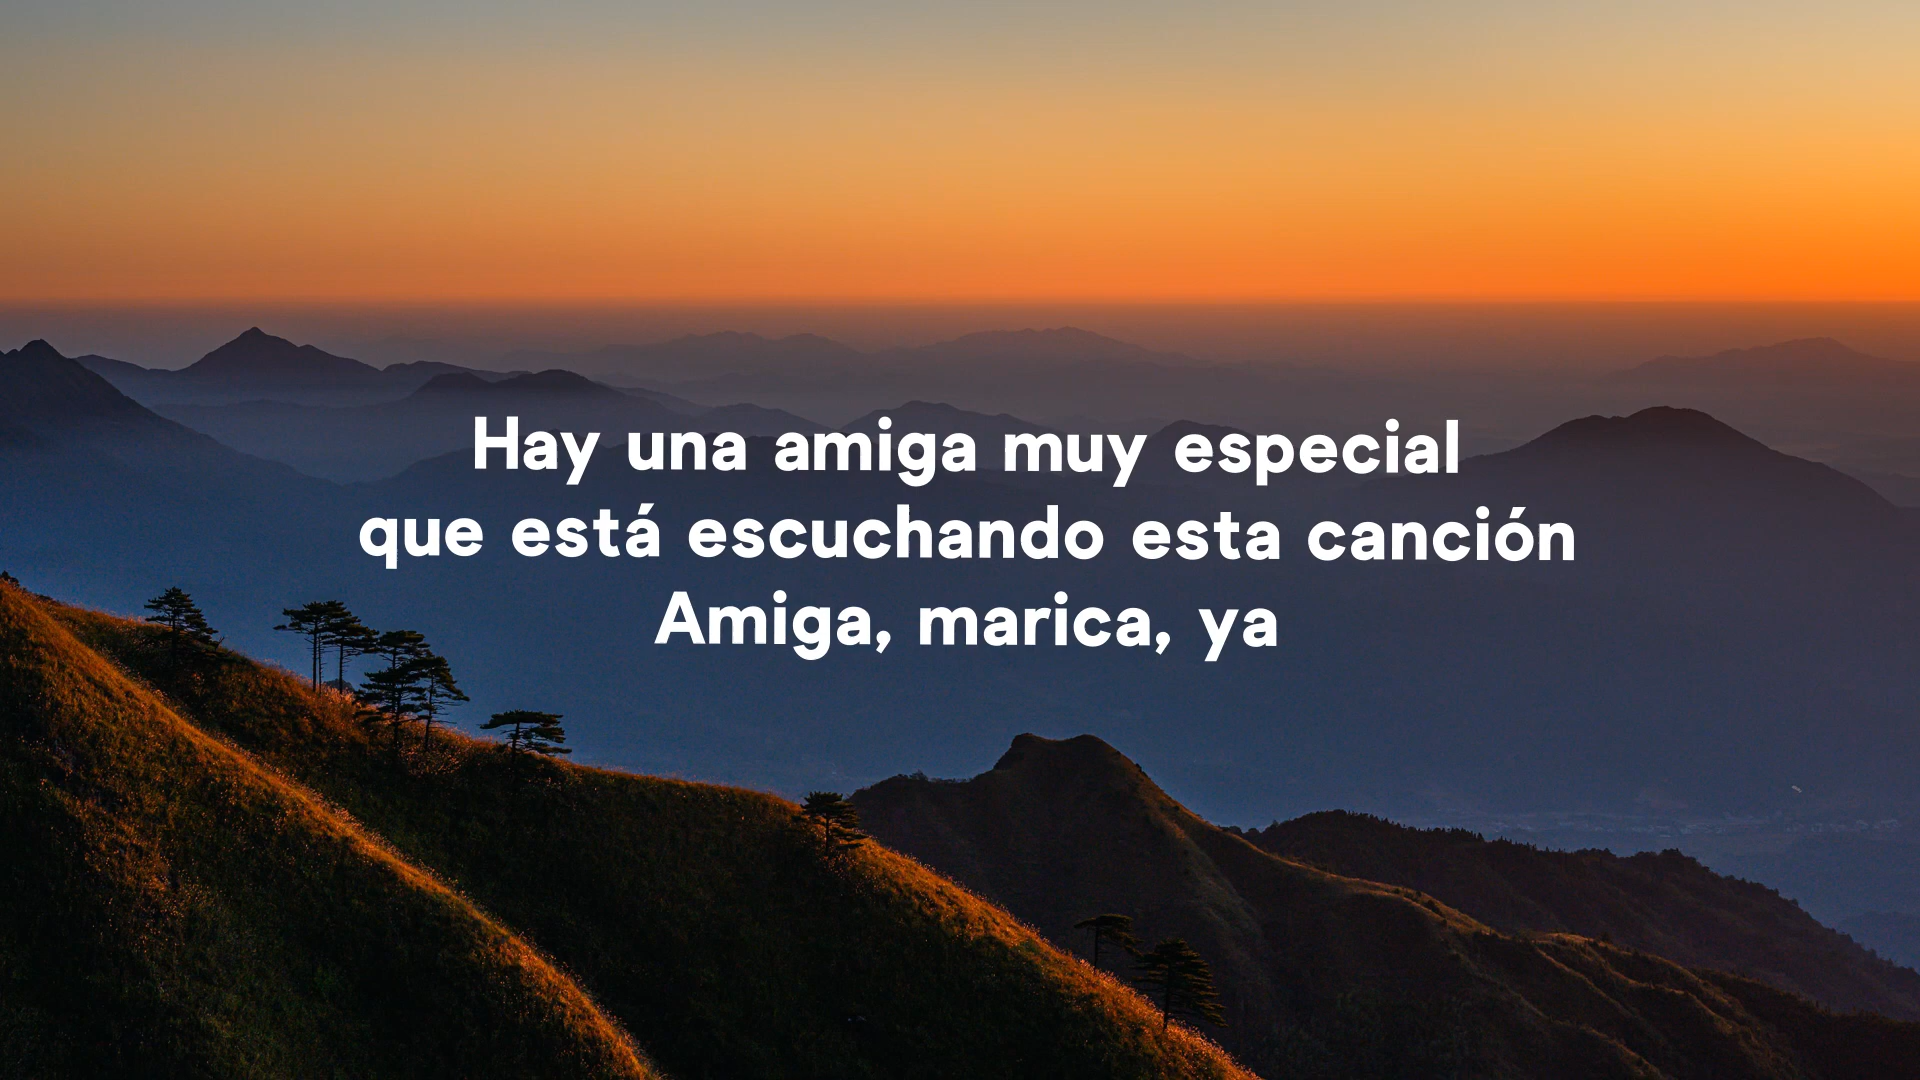 Hay una amiga muy especial
que está escuchando esta canción
Amiga, marica, ya